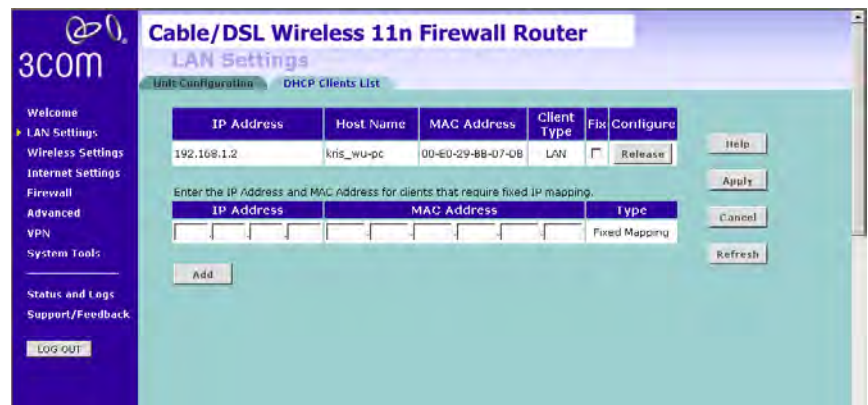 3COM
Cable/DSL Wireless 11n Firewall Router
LAN Settings
Unit Configuration DHCP Clients List
Welcome
LAN Settings
Wireless Settings
Internet Settings
Firewall
Advanced
VPN
System Tools
Status and Logs
Support/Feedback
LOG OUT
IP Address Host Name MAC Address Client Type Fix Configure
192.168.1.2 kris_wu-pc 00-E0-29-BB-07-DB LAN Release
Enter the IP Address and MAC Address for clients that require fixed IP mapping.
IP Address MAC Address Type
Fixed Mapping
Add
Help
Apply
Cancel
Refresh